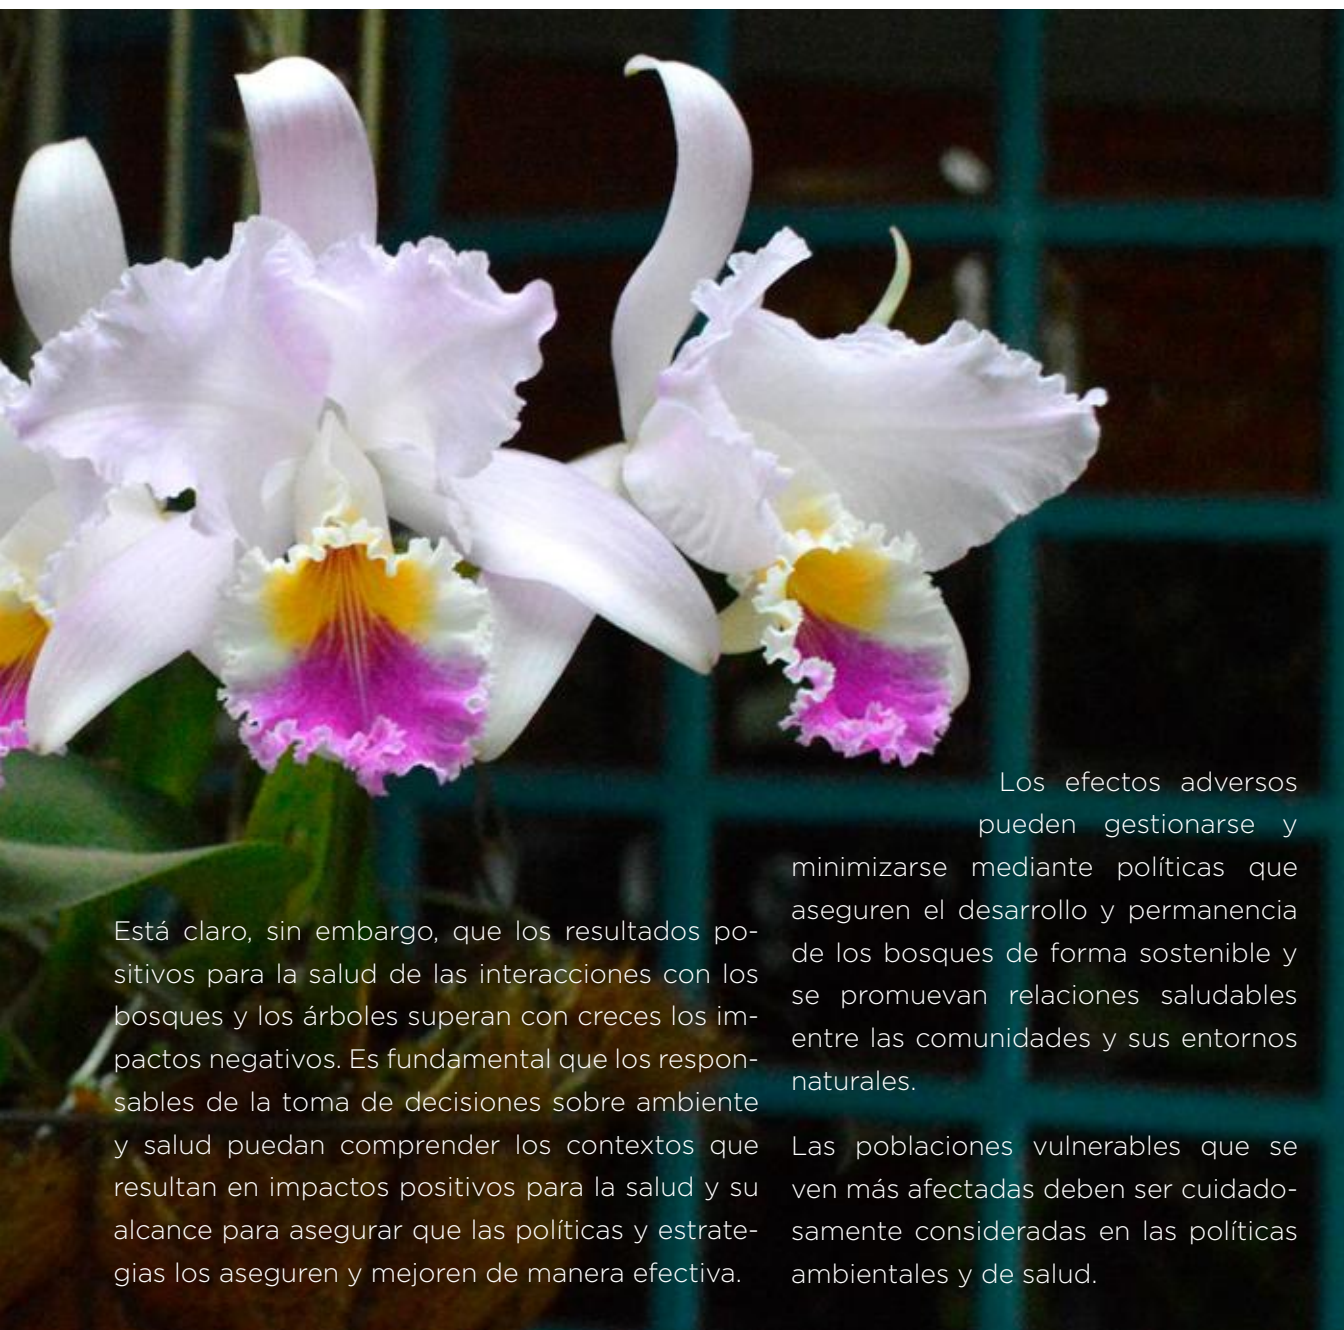 Está claro, sin embargo, que los resultados po-
sitivos para la salud de las interacciones con los
bosques y los árboles superan con creces los im-
pactos negativos. Es fundamental que los respon-
sables de la toma de decisiones sobre ambiente
y salud puedan comprender los contextos que
resultan en impactos positivos para la salud y su
alcance para asegurar que las políticas y estrate-
gias los aseguren y mejoren de manera efectiva.
Los efectos adversos
pueden gestionarse y
minimizarse mediante políticas que
aseguren el desarrollo y permanencia
de los bosques de forma sostenible y
se promuevan relaciones saludables
entre las comunidades y sus entornos
naturales.
Las poblaciones vulnerables que se
ven más afectadas deben ser cuidado-
samente consideradas en las políticas
ambientales y de salud.